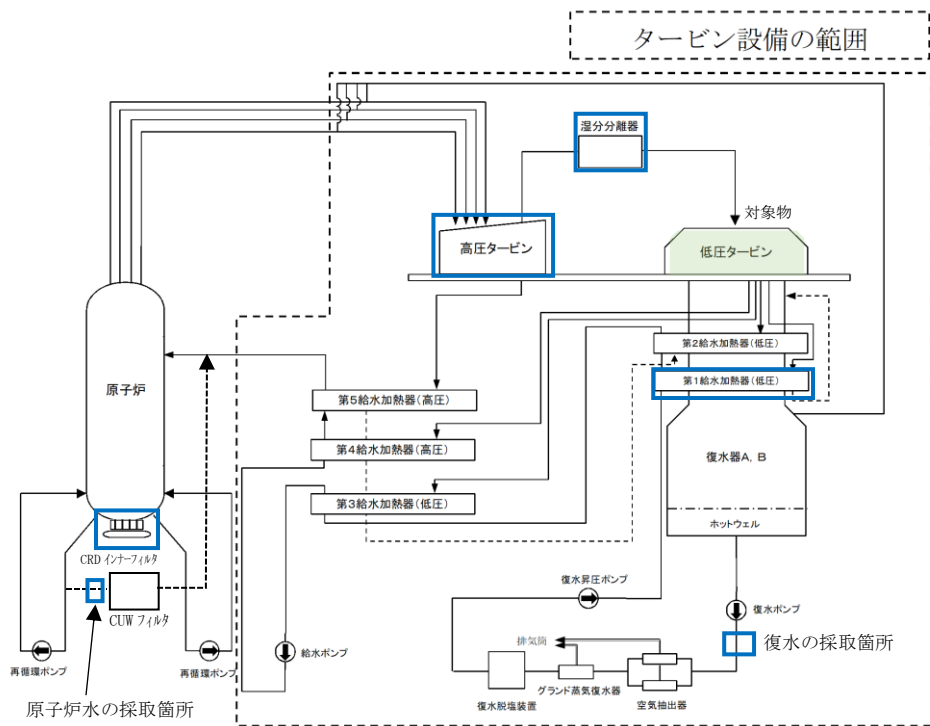 タービン設備の範囲
湿分分離器
対象物
高圧タービン
低圧タービン
第2給水加熱器(低圧)
第1給水加熱器(低圧)
原子炉
第5給水加熱器(高圧)
第4給水加熱器(高圧)
第3給水加熱器(低圧)
復水器A, B
ホットウェル
CRD インナーフィルタ
CUW フィルタ
復水昇圧ポンプ
復水ポンプ
排気筒
復水の採取箇所
給水ポンプ
再循環ポンプ
再循環ポンプ
グランド蒸気復水器
復水脱塩装置
空気抽出器
原子炉水の採取箇所